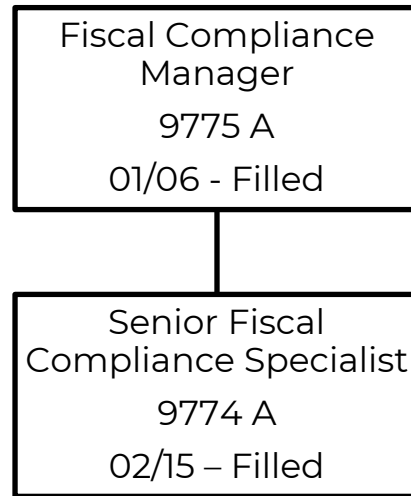 Fiscal Compliance
Manager
9775 A
01/06 - Filled
Senior Fiscal
Compliance Specialist
9774 A
02/15 – Filled